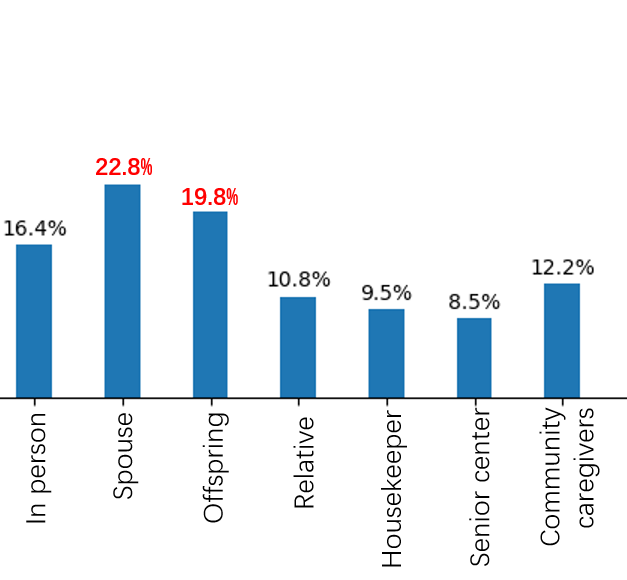 22.8%
19.8%
16.4%
12.2%
10.8%
9.5%
8.5%
In person
Spouse
Offspring
Relative
Housekeeper
Senior center
Community
caregivers